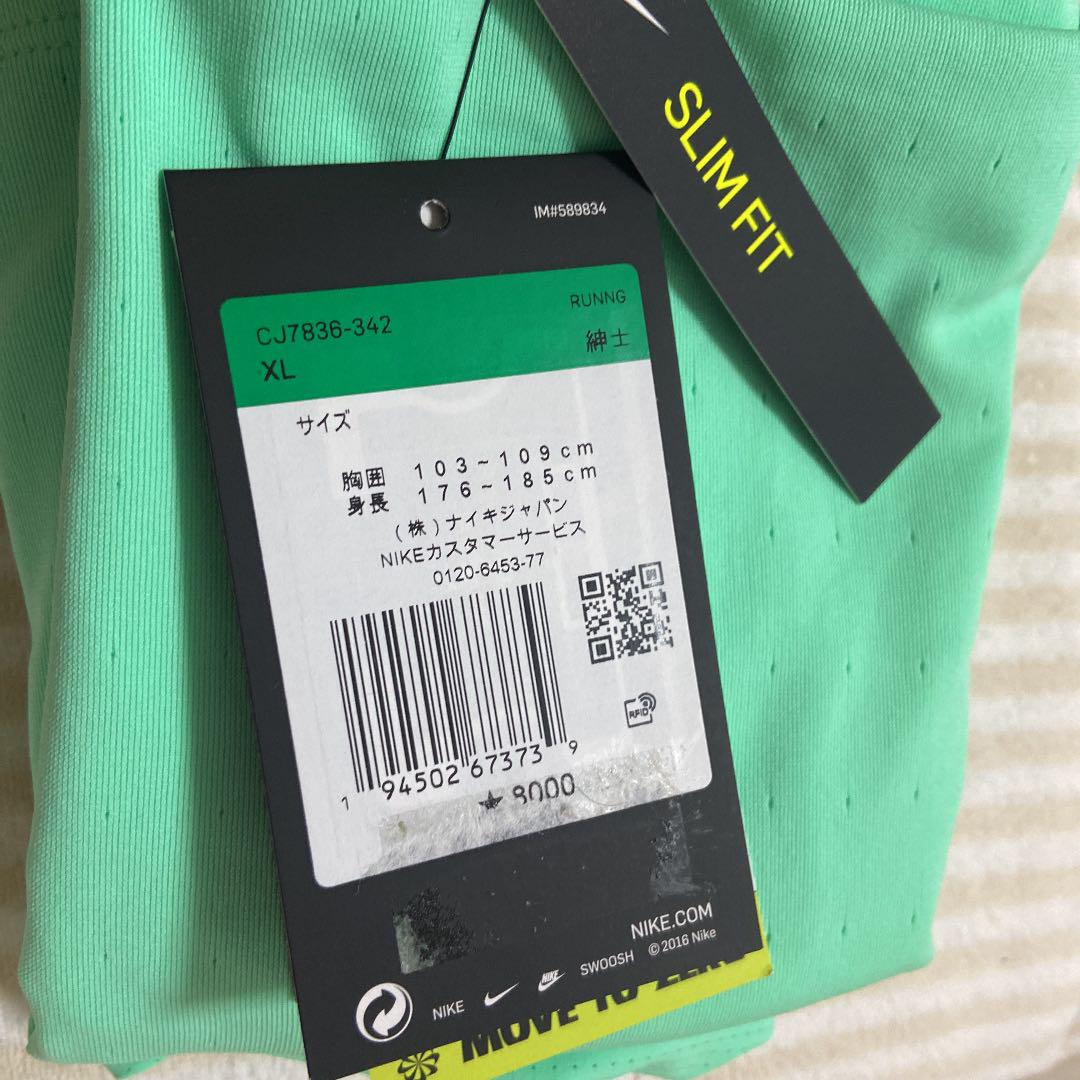 SLIM FIT
IM#589834
RUNNG
CJ7836-342
紳士
XL
サイズ
胸囲 103~109cm
身長 176~185cm
(株)ナイキジャパン
NIKEカスタマーサービス
0120-6453-77
RFID
1 94502 67373 9
★ 8000
NIKE.COM
NIKE SWOOSH ©2016 Nike
MOVE TO ZERO